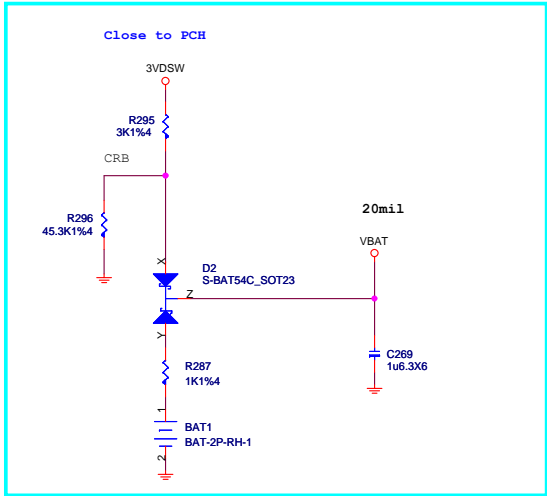 Close to PCH
3VDSW
R295
3K1%4
CRB
R296
45.3K1%4
20mil
VBAT
X
D2
S-BAT54C_SOT23
Z
Y
C269
1u6.3X6
R287
1K1%4
1
BAT1
BAT-2P-RH-1
2